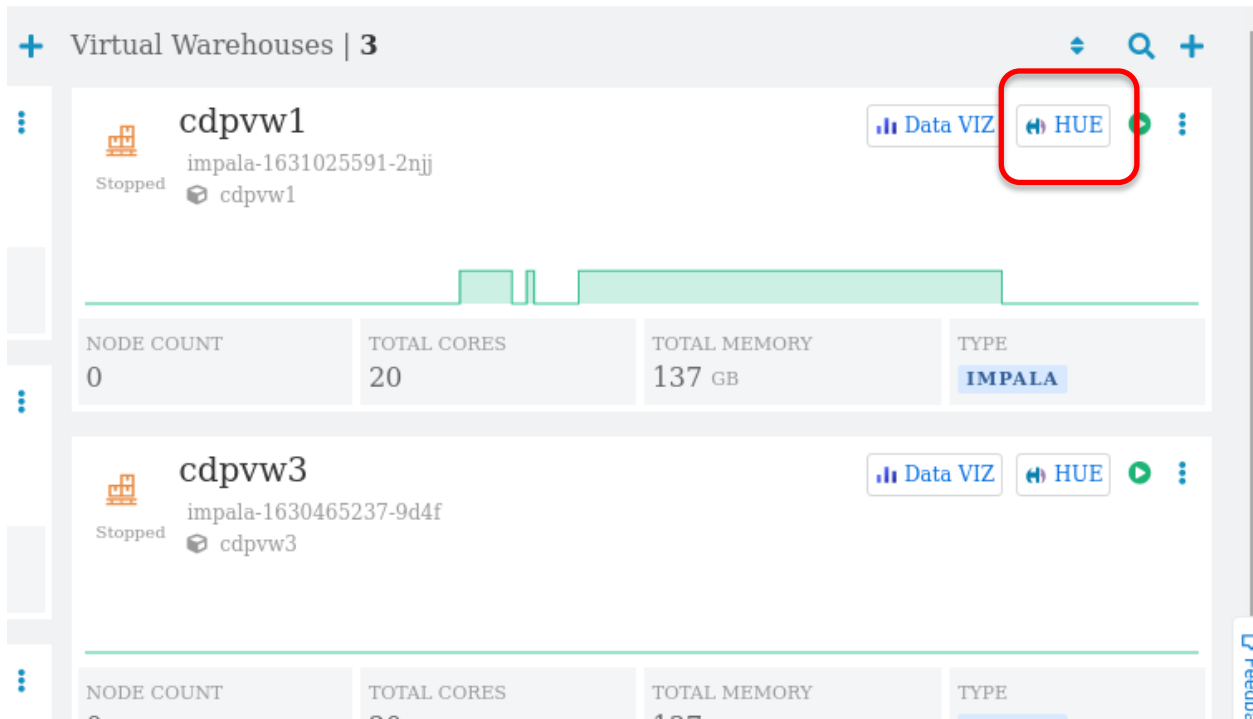 Virtual Warehouses | 3
cdpvw1
Data VIZ
HUE
impala-1631025591-2njj
Stopped
cdpvw1
NODE COUNT
TOTAL CORES
TOTAL MEMORY
TYPE
0
20
137 GB
IMPALA
cdpvw3
Data VIZ
HUE
impala-1630465237-9d4f
Stopped
cdpvw3
NODE COUNT
TOTAL CORES
TOTAL MEMORY
TYPE